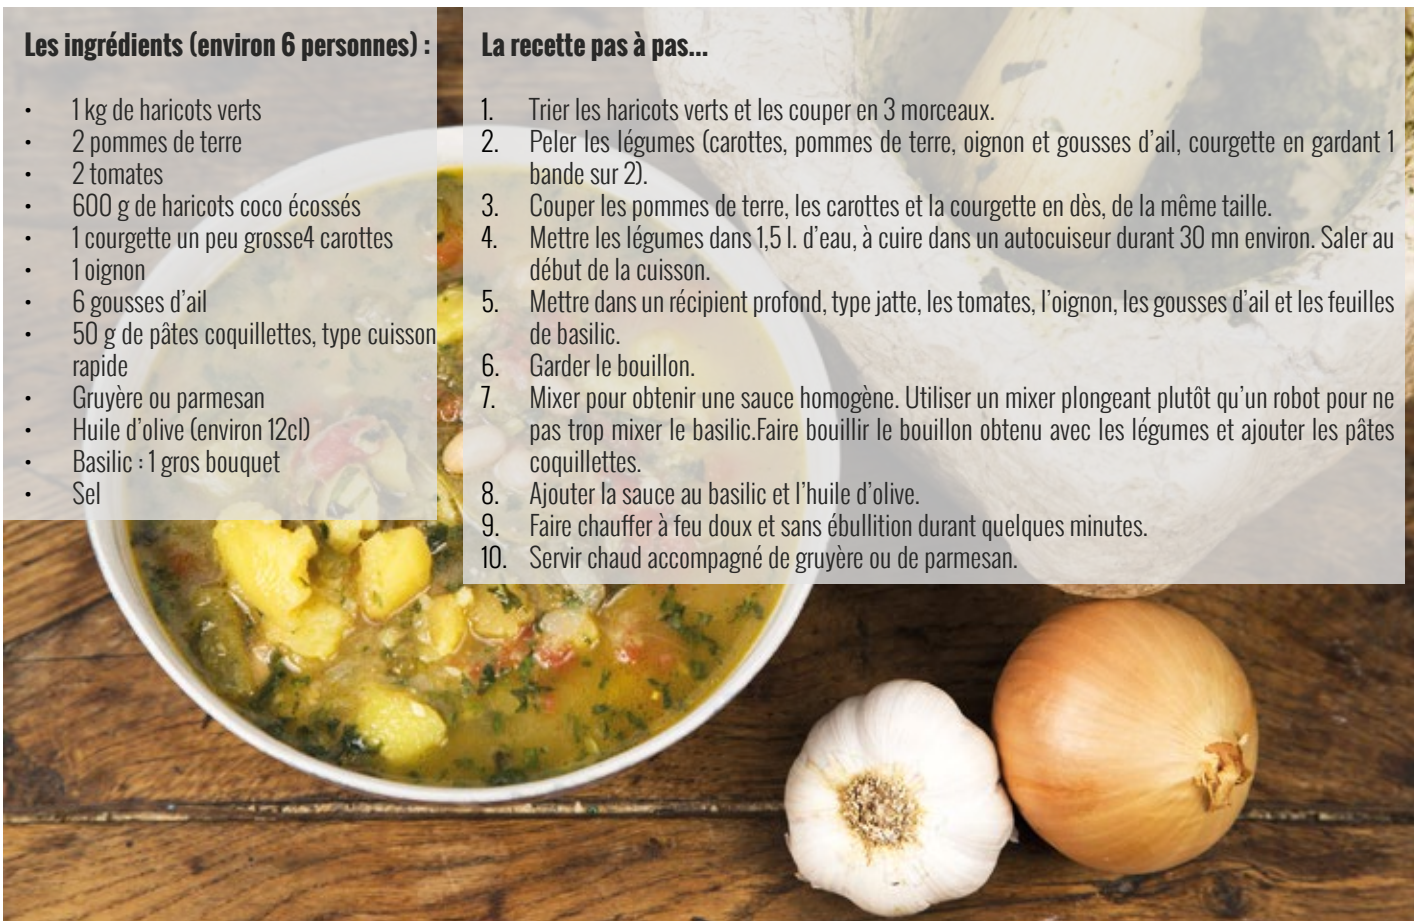 Les ingrédients (environ 6 personnes) :
• 1 kg de haricots verts
• 2 pommes de terre
• 2 tomates
• 600 g de haricots coco écossés
• 1 courgette un peu grosse4 carottes
• 1 oignon
• 6 gousses d'ail
• 50 g de pâtes coquillettes, type cuisson
rapide
• Gruyère ou parmesan
• Huile d'olive (environ 12cl)
• Basilic : 1 gros bouquet
• Sel
La recette pas à pas...
1. Trier les haricots verts et les couper en 3 morceaux.
2. Peler les légumes (carottes, pommes de terre, oignon et gousses d'ail, courgette en gardant 1
bande sur 2).
3. Couper les pommes de terre, les carottes et la courgette en dès, de la même taille.
4. Mettre les légumes dans 1,5 l. d'eau, à cuire dans un autocuiseur durant 30 mn environ. Saler au
début de la cuisson.
5. Mettre dans un récipient profond, type jatte, les tomates, l'oignon, les gousses d'ail et les feuilles
de basilic.
6. Garder le bouillon.
7. Mixer pour obtenir une sauce homogène. Utiliser un mixer plongeant plutôt qu'un robot pour ne
pas trop mixer le basilic.Faire bouillir le bouillon obtenu avec les légumes et ajouter les pâtes
coquillettes.
8. Ajouter la sauce au basilic et l'huile d'olive.
9. Faire chauffer à feu doux et sans ébullition durant quelques minutes.
10. Servir chaud accompagné de gruyère ou de parmesan.